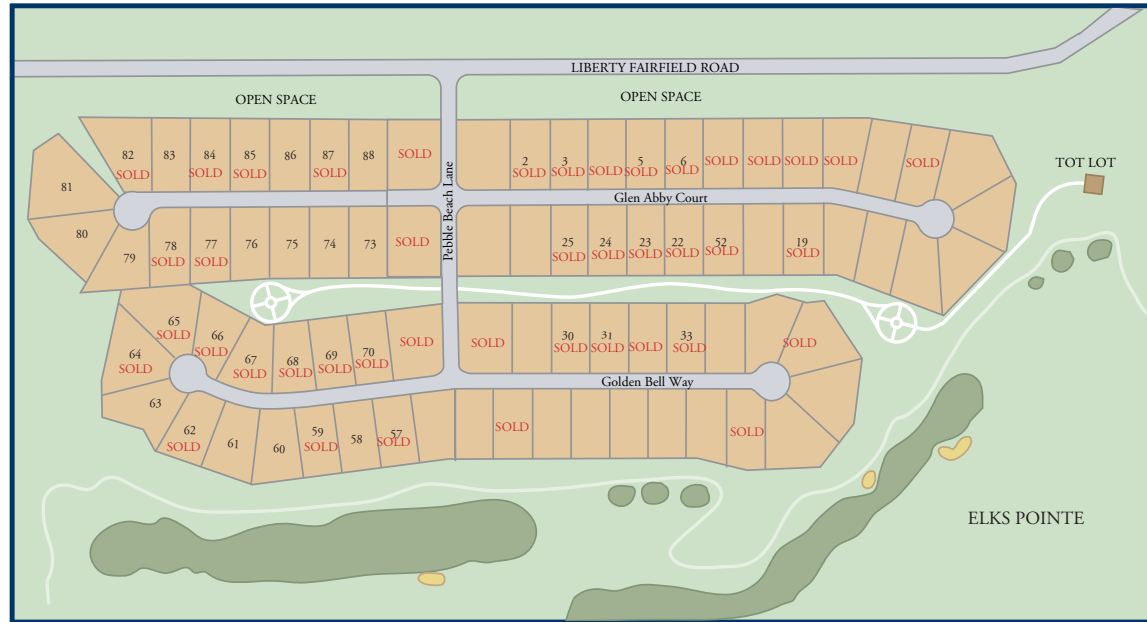 LIBERTY FAIRFIELD ROAD
OPEN SPACE
OPEN SPACE
TOT LOT
82 SOLD
83
84 SOLD
85 SOLD
86
87 SOLD
88
SOLD
2 SOLD
3 SOLD
SOLD
5 SOLD
6 SOLD
SOLD
SOLD
SOLD
SOLD
SOLD
81
Pebble Beach Lane
Glen Abby Court
80
79
78 SOLD
77 SOLD
76
75
74
73
SOLD
25 SOLD
24 SOLD
23 SOLD
22 SOLD
52 SOLD
19 SOLD
65 SOLD
66 SOLD
64 SOLD
67 SOLD
68 SOLD
69 SOLD
70 SOLD
SOLD
SOLD
30 SOLD
31 SOLD
SOLD
33 SOLD
SOLD
Golden Bell Way
63
62 SOLD
61
60
59 SOLD
58
57 SOLD
SOLD
SOLD
ELKS POINTE